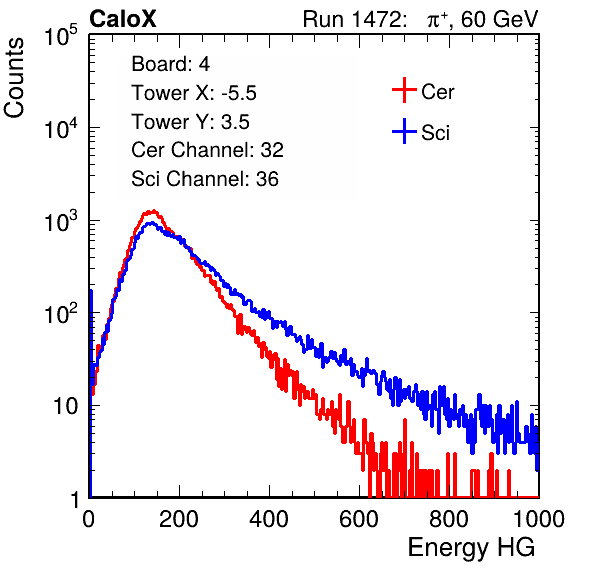 CaloX Run 1472: π⁺, 60 GeV
Board: 4
Tower X: -5.5
Tower Y: 3.5
Cer Channel: 32
Sci Channel: 36
Cer
Sci
Counts
10⁵
10⁴
10³
10²
10
1
0 200 400 600 800 1000
Energy HG